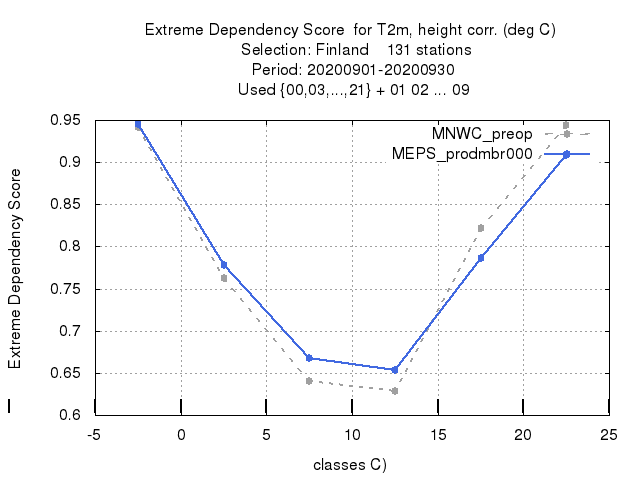 Extreme Dependency Score  for T2m, height corr. (deg C)
Selection: Finland    131 stations
Period: 20200901-20200930
Used {00,03,...,21} + 01 02 ... 09
MNWC_preop
MEPS_prodmbr000
Extreme Dependency Score
0.95
0.9
0.85
0.8
0.75
0.7
0.65
0.6
-5 0 5 10 15 20 25
classes C)